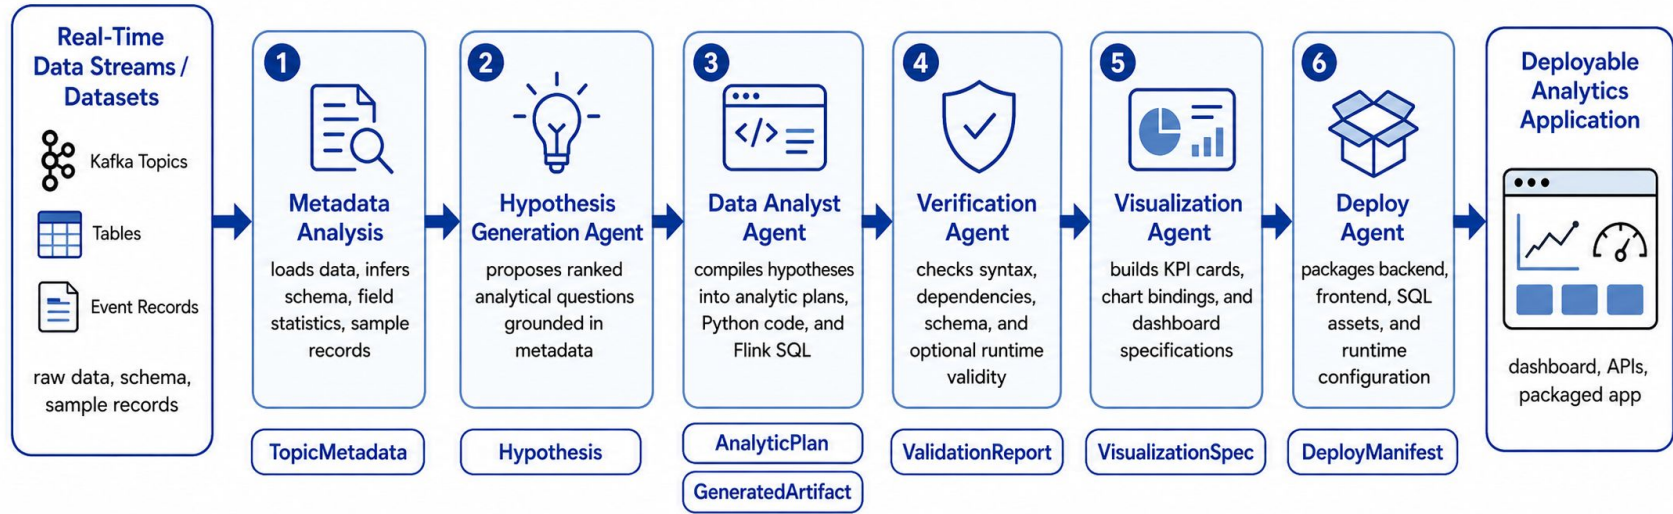 Real-Time
Data Streams /
Datasets
Kafka Topics
Tables
Event Records
raw data, schema,
sample records
1
Metadata
Analysis
loads data, infers
schema, field
statistics, sample
records
TopicMetadata
2
Hypothesis
Generation Agent
proposes ranked
analytical questions
grounded in
metadata
Hypothesis
3
</>
Data Analyst
Agent
compiles hypotheses
into analytic plans,
Python code, and
Flink SQL
AnalyticPlan
GeneratedArtifact
4
Verification
Agent
checks syntax,
dependencies,
schema, and
optional runtime
validity
ValidationReport
5
Visualization
Agent
builds KPI cards,
chart bindings, and
dashboard
specifications
VisualizationSpec
6
Deploy
Agent
packages backend,
frontend, SQL
assets, and
runtime
configuration
DeployManifest
Deployable
Analytics
Application
dashboard, APIs,
packaged app